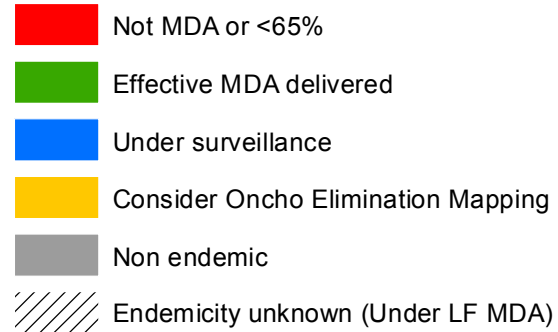 Not MDA or <65%
Effective MDA delivered
Under surveillance
Consider Oncho Elimination Mapping
Non endemic
Endemicity unknown (Under LF MDA)